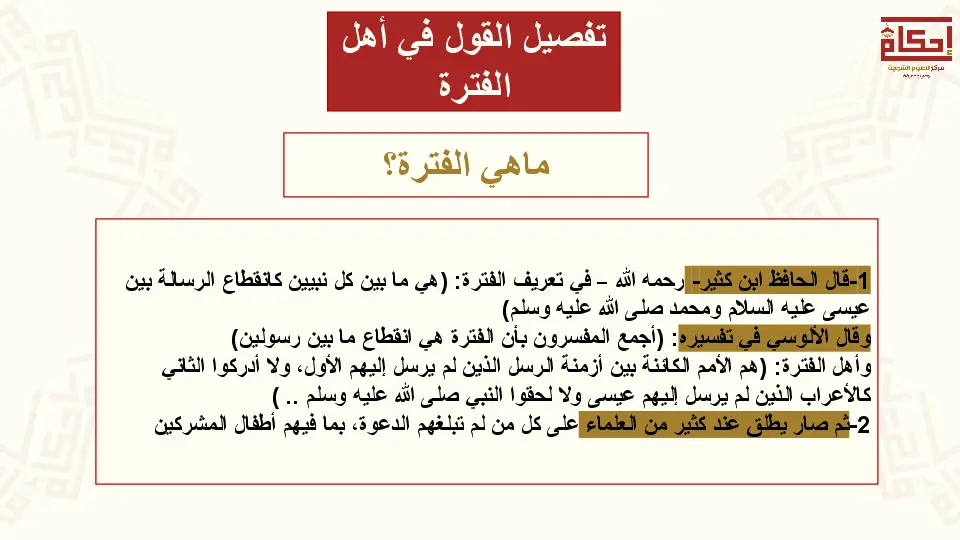 تفصيل القول في أهل
الفترة
إحكام
مركز العلوم الشرعية
ماهي الفترة؟
1-قال الحافظ ابن كثير- رحمه الله – في تعريف الفترة: (هي ما بين كل نبيين كانقطاع الرسالة بين
عيسى عليه السلام ومحمد صلى الله عليه وسلم)
وقال الألوسي في تفسيره: (أجمع المفسرون بأن الفترة هي انقطاع ما بين رسولين)
وأهل الفترة: (هم الأمم الكائنة بين أزمنة الرسل الذين لم يرسل إليهم الأول، ولا أدركوا الثاني
كالأعراب الذين لم يرسل إليهم عيسى ولا لحقوا النبي صلى الله عليه وسلم .. )
2-ثم صار يطلق عند كثير من العلماء على كل من لم تبلغهم الدعوة، بما فيهم أطفال المشركين